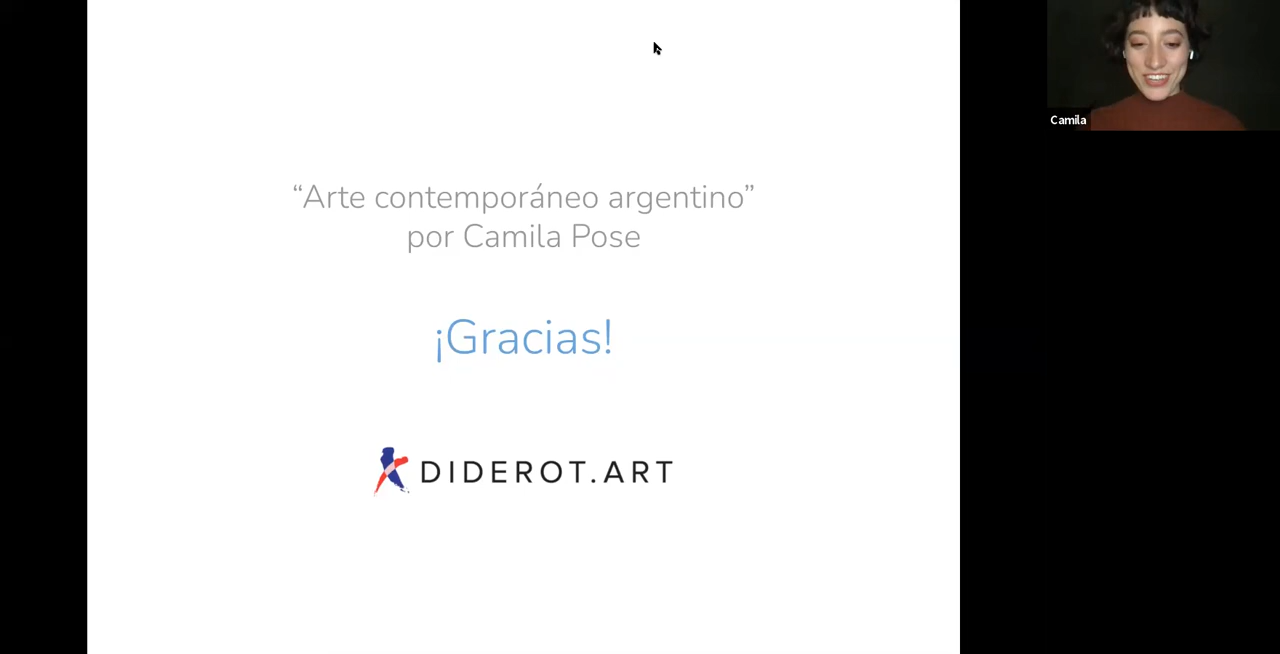 “Arte contemporáneo argentino”
por Camila Pose
¡Gracias!
DIDEROT.ART
Camila